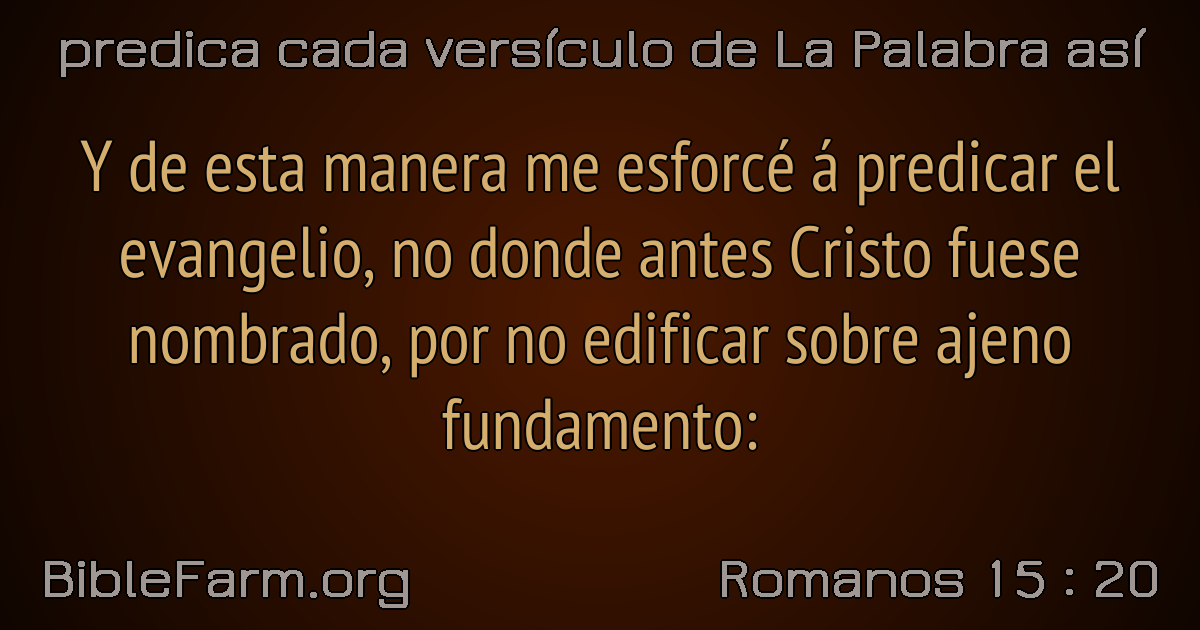 predica cada versículo de La Palabra así
Y de esta manera me esforcé á predicar el
evangelio, no donde antes Cristo fuese
nombrado, por no edificar sobre ajeno
fundamento:
BibleFarm.org
Romanos 15 : 20